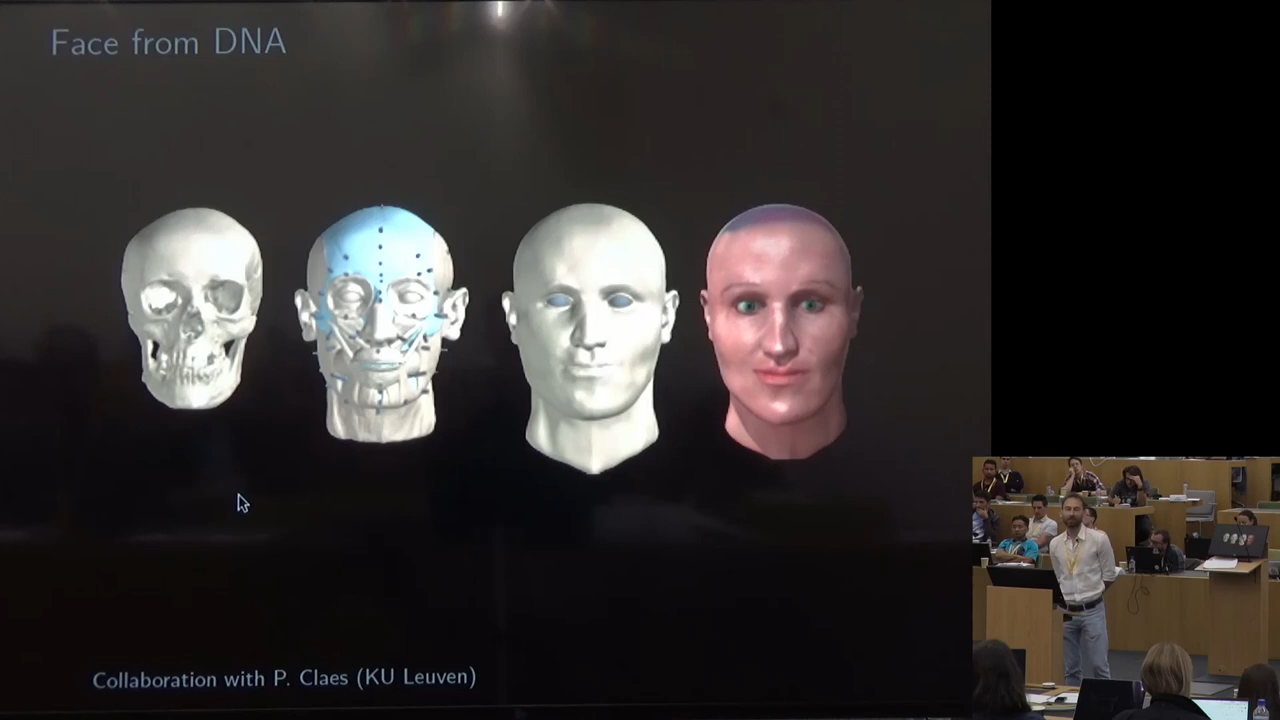 Face from DNA
Collaboration with P. Claes (KU Leuven)